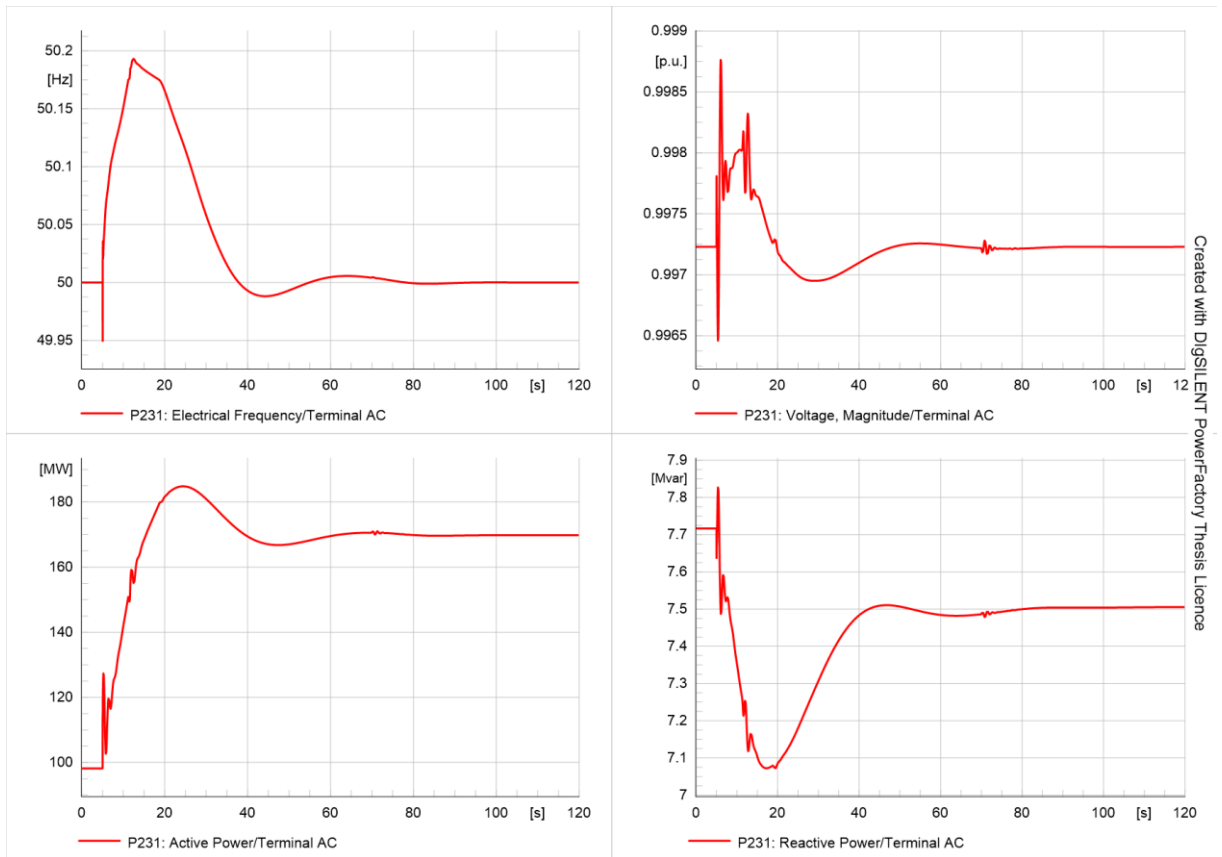 50.2
[Hz]
50.15
50.1
50.05
50
49.95
0 20 40 60 80 100 [s] 120
P231: Electrical Frequency/Terminal AC
0.999
[p.u.]
0.9985
0.998
0.9975
0.997
0.9965
0 20 40 60 80 100 [s] 120
P231: Voltage, Magnitude/Terminal AC
[MW]
180
160
140
120
100
0 20 40 60 80 100 [s] 120
P231: Active Power/Terminal AC
7.9
[Mvar]
7.8
7.7
7.6
7.5
7.4
7.3
7.2
7.1
7
0 20 40 60 80 100 [s] 120
P231: Reactive Power/Terminal AC
Created with DIgSILENT PowerFactory Thesis Licence